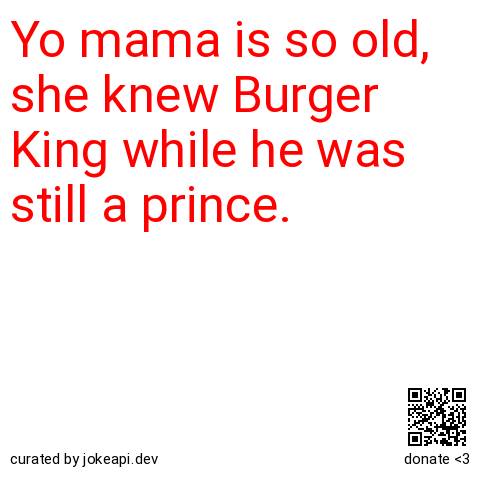 Yo mama is so old,
she knew Burger
King while he was
still a prince.
curated by jokeapi.dev
donate <3